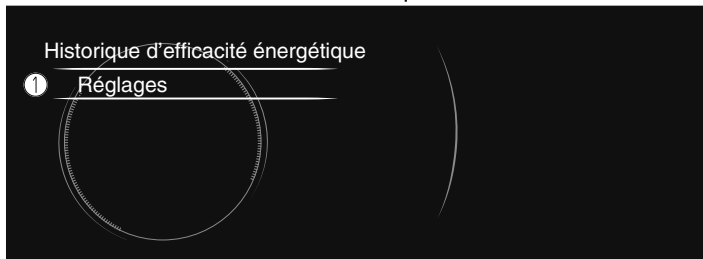 Historique d’efficacité énergétique
① Réglages